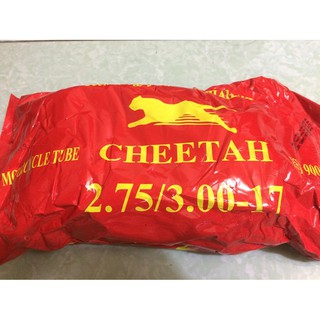 MOTORCYCLE TUBE
CHEETAH
2.75/3.00-17